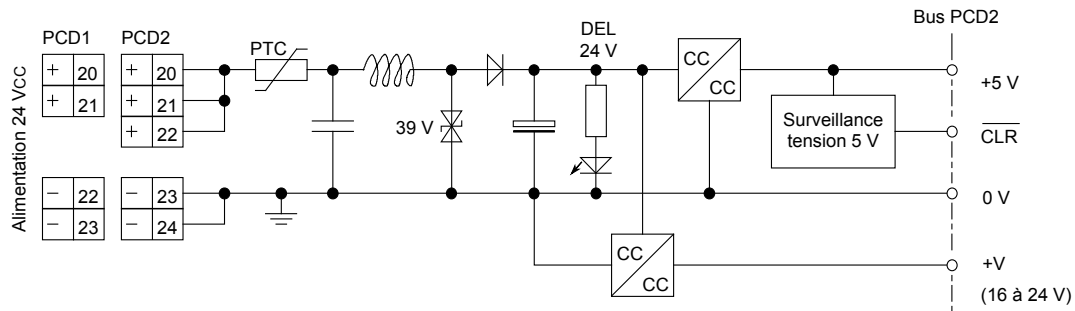 Bus PCD2
DEL
24 V
PCD1
PCD2
PTC
Alimentation 24 VCC
+ 20
+ 21
+ 20
+ 21
+ 22
39 V
CC
CC
+5 V
Surveillance
tension 5 V
CLR
− 22
− 23
− 23
− 24
0 V
CC
CC
+V
(16 à 24 V)